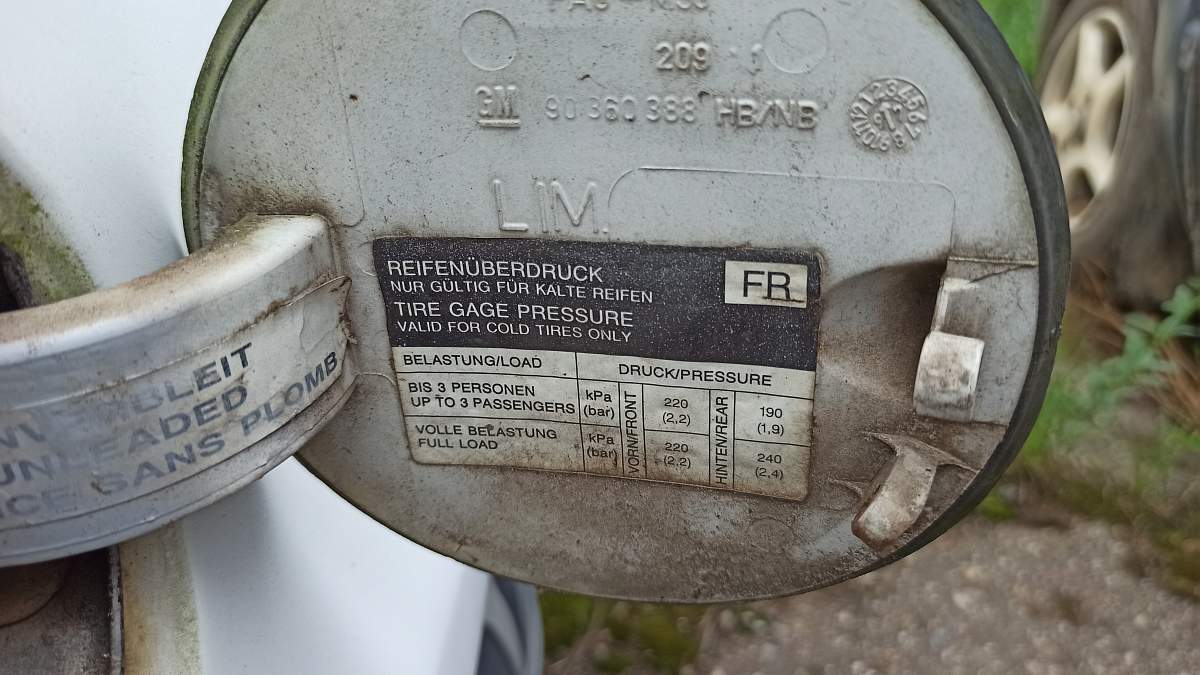 209
GM 90 360 388 HB/NB
LIM.
REIFENÜBERDRUCK
NUR GÜLTIG FÜR KALTE REIFEN
FR
TIRE GAGE PRESSURE
VALID FOR COLD TIRES ONLY
BELASTUNG/LOAD DRUCK/PRESSURE
BIS 3 PERSONEN
UP TO 3 PASSENGERS
kPa
(bar)
VORN/FRONT
220
(2,2)
HINTEN/REAR
190
(1,9)
VOLLE BELASTUNG
FULL LOAD
kPa
(bar)
220
(2,2)
240
(2,4)
BLEIT
UNLEADED
SANS PLOMB